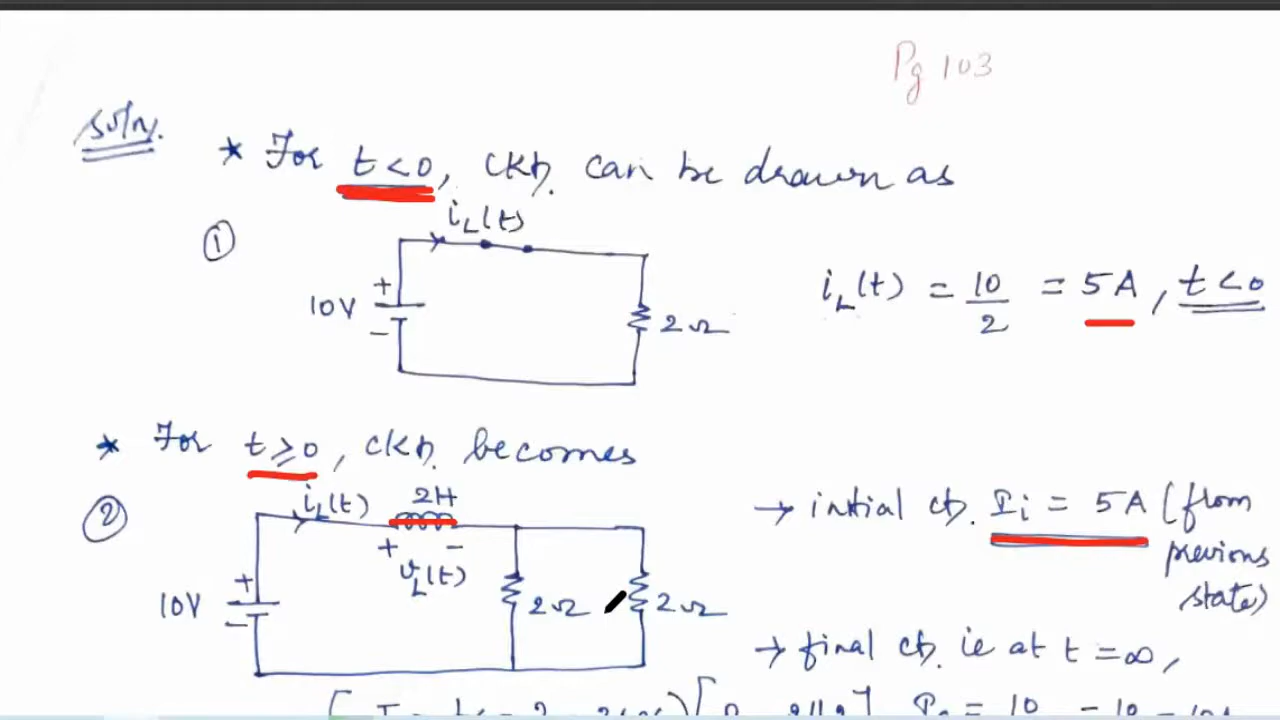 Pg 103
Soln.
* For t<0, ckt. can be drawn as
①
iL(t)
10V
+
−
2Ω
iL(t) = 10/2 = 5A, t<0
* For t≥0, ckt. becomes
②
iL(t)
2H
+ −
vL(t)
10V
+
−
2Ω
2Ω
→ initial ct. Ii = 5A (from
previous
state)
→ final ct. ie at t=∞,